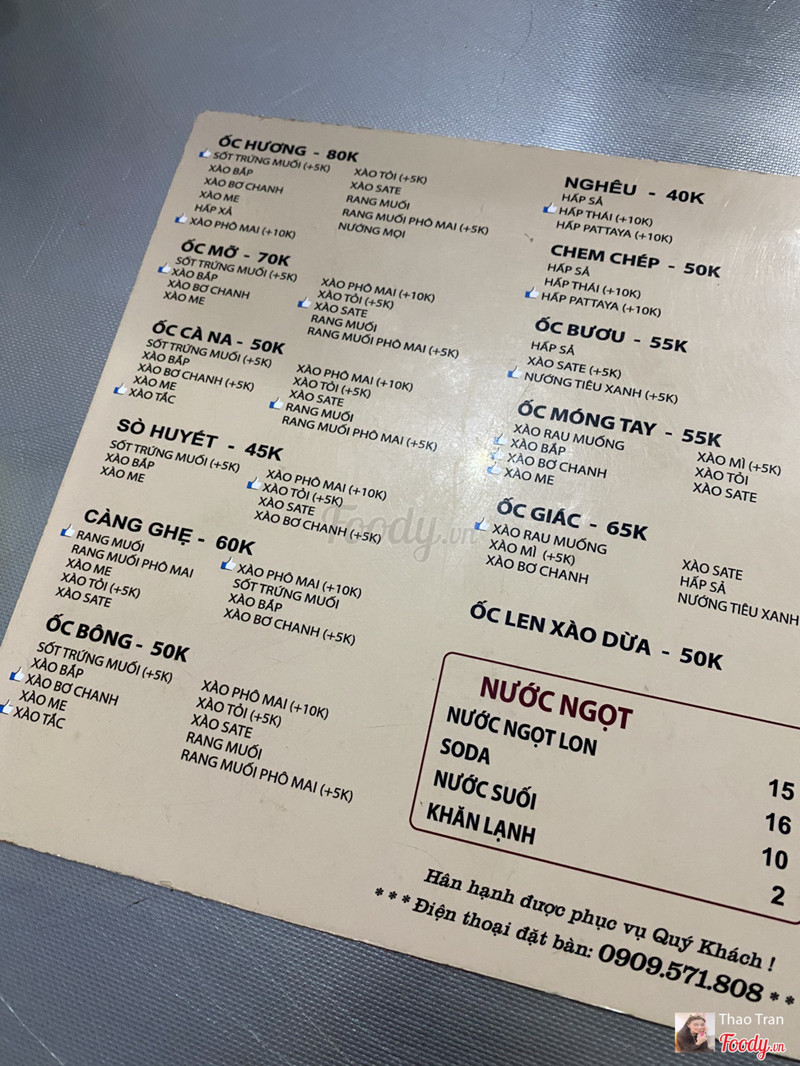 ỐC HƯƠNG - 80K
SỐT TRỨNG MUỐI (+5K)
XÀO BẮP
XÀO BƠ CHANH
XÀO ME
HẤP XẢ
XÀO PHÔ MAI (+10K)
XÀO TỎI (+5K)
XÀO SATE
RANG MUỐI
RANG MUỐI PHÔ MAI (+5K)
NƯỚNG MỌI
ỐC MỠ - 70K
SỐT TRỨNG MUỐI (+5K)
XÀO BẮP
XÀO BƠ CHANH
XÀO ME
XÀO PHÔ MAI (+10K)
XÀO TỎI (+5K)
XÀO SATE
RANG MUỐI
RANG MUỐI PHÔ MAI (+5K)
ỐC CÀ NA - 50K
SỐT TRỨNG MUỐI (+5K)
XÀO BẮP
XÀO BƠ CHANH (+5K)
XÀO ME
XÀO TẮC
XÀO PHÔ MAI (+10K)
XÀO TỎI (+5K)
XÀO SATE
RANG MUỐI
RANG MUỐI PHÔ MAI (+5K)
SÒ HUYẾT - 45K
SỐT TRỨNG MUỐI (+5K)
XÀO BẮP
XÀO ME
XÀO PHÔ MAI (+10K)
XÀO TỎI (+5K)
XÀO SATE
XÀO BƠ CHANH (+5K)
CÀNG GHẸ - 60K
RANG MUỐI
RANG MUỐI PHÔ MAI
XÀO ME
XÀO TỎI (+5K)
XÀO SATE
XÀO PHÔ MAI (+10K)
SỐT TRỨNG MUỐI
XÀO BẮP
XÀO BƠ CHANH (+5K)
ỐC BÔNG - 50K
SỐT TRỨNG MUỐI (+5K)
XÀO BẮP
XÀO BƠ CHANH
XÀO ME
XÀO TẮC
XÀO PHÔ MAI (+10K)
XÀO TỎI (+5K)
XÀO SATE
RANG MUỐI
RANG MUỐI PHÔ MAI (+5K)
NGHÊU - 40K
HẤP SẢ
HẤP THÁI (+10K)
HẤP PATTAYA (+10K)
CHEM CHÉP - 50K
HẤP SẢ
HẤP THÁI (+10K)
HẤP PATTAYA (+10K)
ỐC BƯƠU - 55K
HẤP SẢ
XÀO SATE (+5K)
NƯỚNG TIÊU XANH (+5K)
ỐC MÓNG TAY - 55K
XÀO RAU MUỐNG
XÀO BẮP
XÀO BƠ CHANH
XÀO ME
XÀO MÌ (+5K)
XÀO TỎI
XÀO SATE
ỐC GIÁC - 65K
XÀO RAU MUỐNG
XÀO MÌ (+5K)
XÀO BƠ CHANH
XÀO SATE
HẤP SẢ
NƯỚNG TIÊU XANH
ỐC LEN XÀO DỪA - 50K
NƯỚC NGỌT
NƯỚC NGỌT LON 15
SODA 16
NƯỚC SUỐI 10
KHĂN LẠNH 2
Hân hạnh được phục vụ Quý Khách !
* * * Điện thoại đặt bàn: 0909.571.808 * *
Foody.vn
Thao Tran
Foody.vn